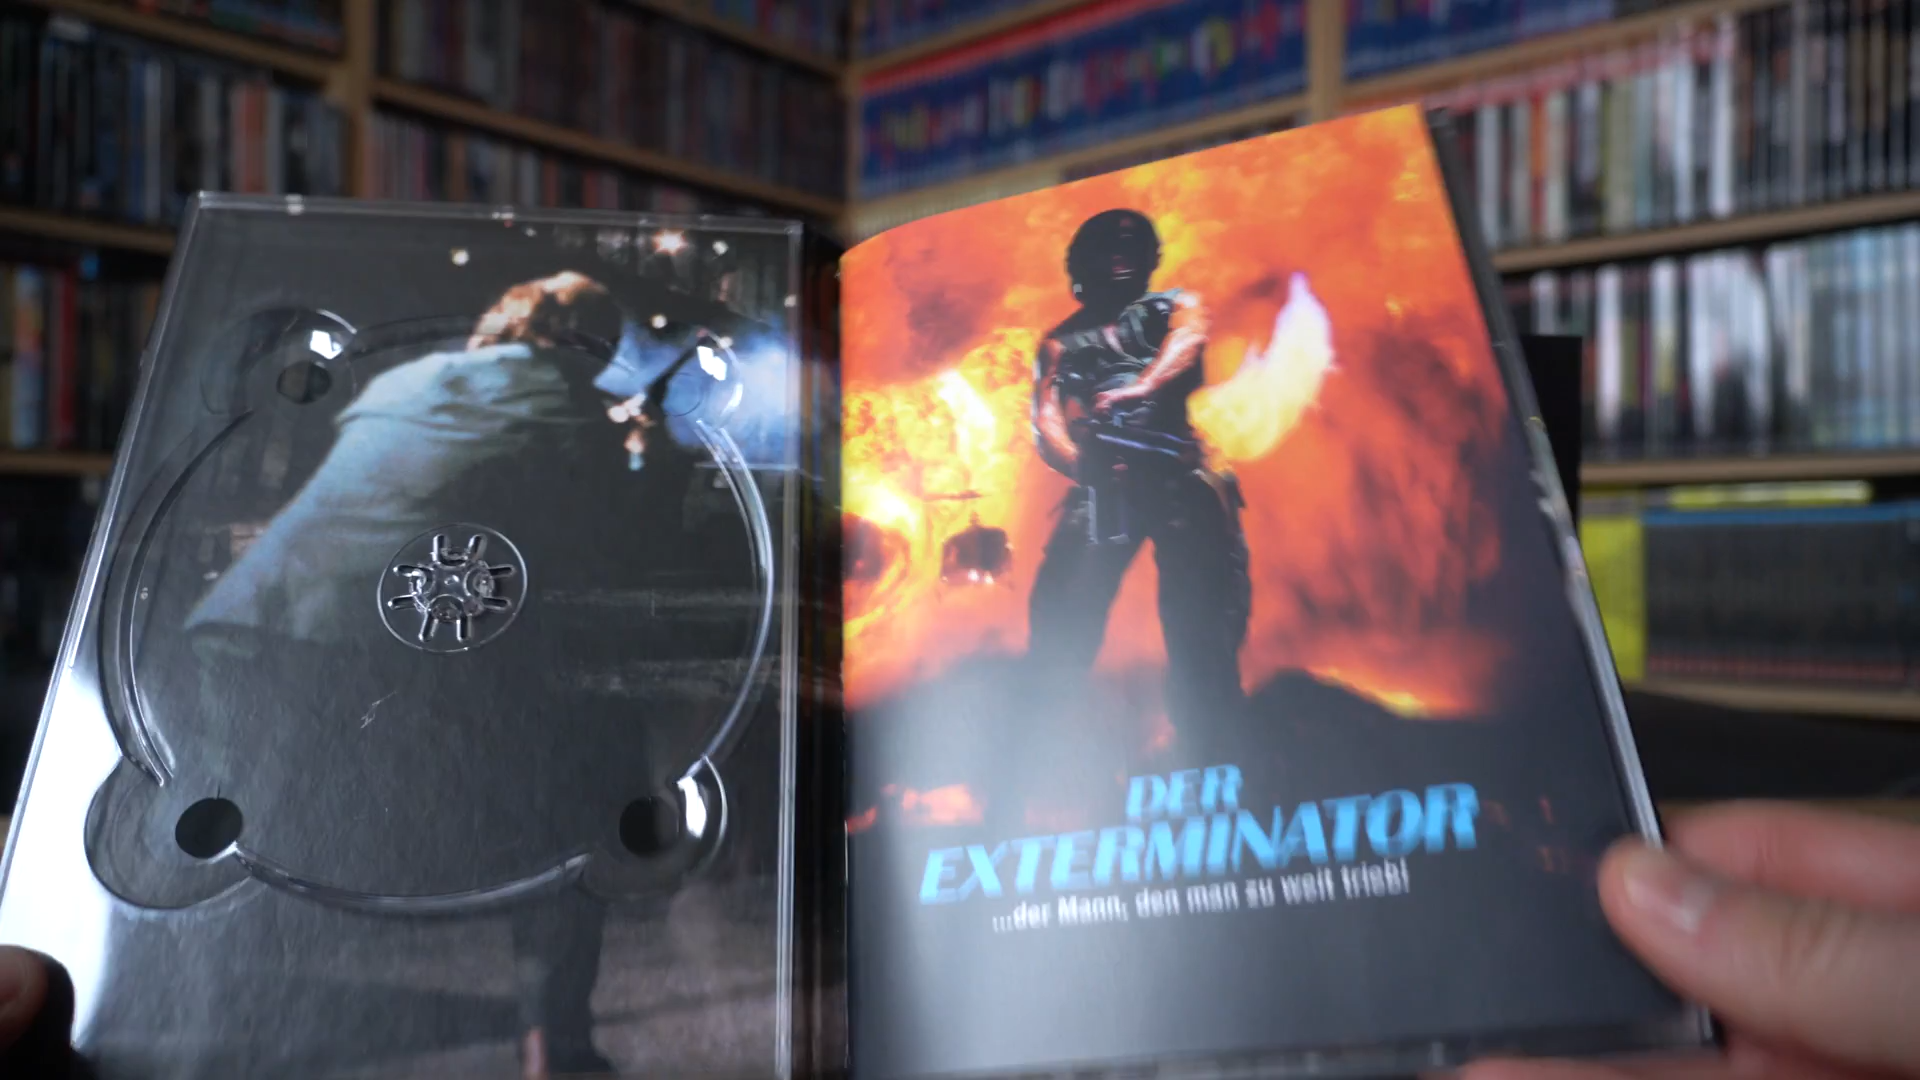 DER
EXTERMINATOR
...der Mann, den man zu weit trieb!